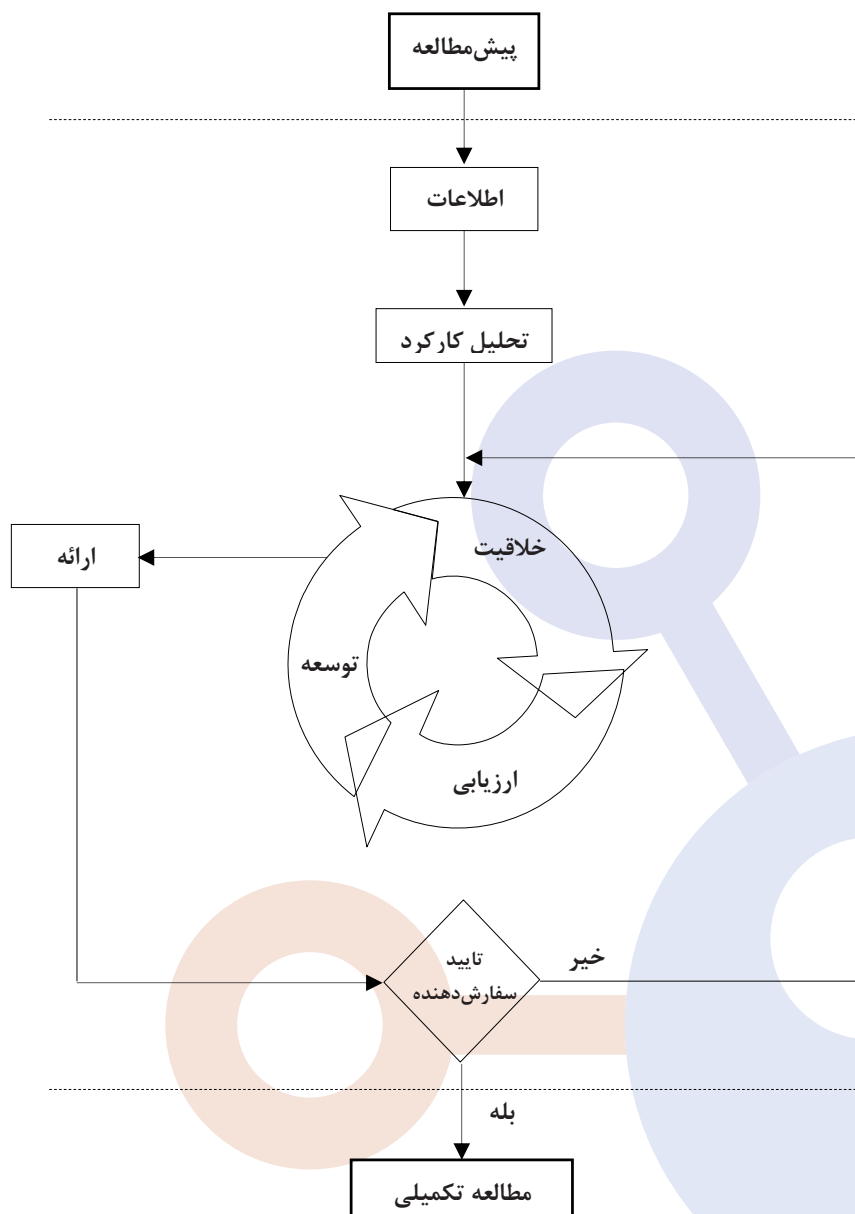 پیش‌مطالعه
اطلاعات
تحلیل کارکرد
خلاقیت
ارائه
توسعه
ارزیابی
تایید
سفارش‌دهنده
خیر
بله
مطالعه تکمیلی